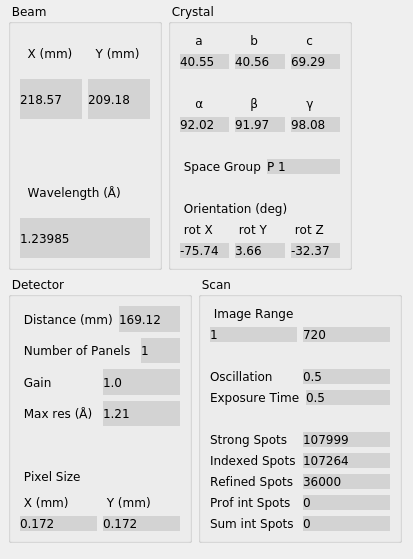 Beam
X (mm) Y (mm)
218.57 209.18
Wavelength (Å)
1.23985
Crystal
a b c
40.55 40.56 69.29
α β γ
92.02 91.97 98.08
Space Group P 1
Orientation (deg)
rot X rot Y rot Z
-75.74 3.66 -32.37
Detector
Distance (mm) 169.12
Number of Panels 1
Gain 1.0
Max res (Å) 1.21
Pixel Size
X (mm) Y (mm)
0.172 0.172
Scan
Image Range
1 720
Oscillation 0.5
Exposure Time 0.5
Strong Spots 107999
Indexed Spots 107264
Refined Spots 36000
Prof int Spots 0
Sum int Spots 0